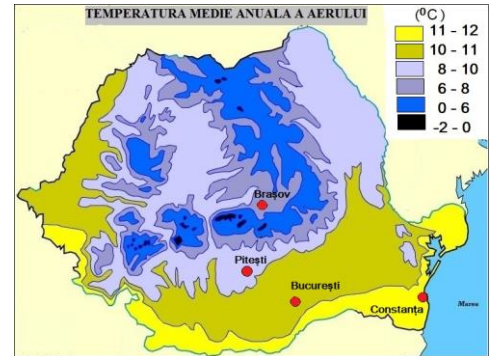 TEMPERATURA MEDIE ANUALA A AERULUI
(⁰C)
11 - 12
10 - 11
8 - 10
6 - 8
0 - 6
-2 - 0
Brașov
Pitești
București
Constanța
Marea